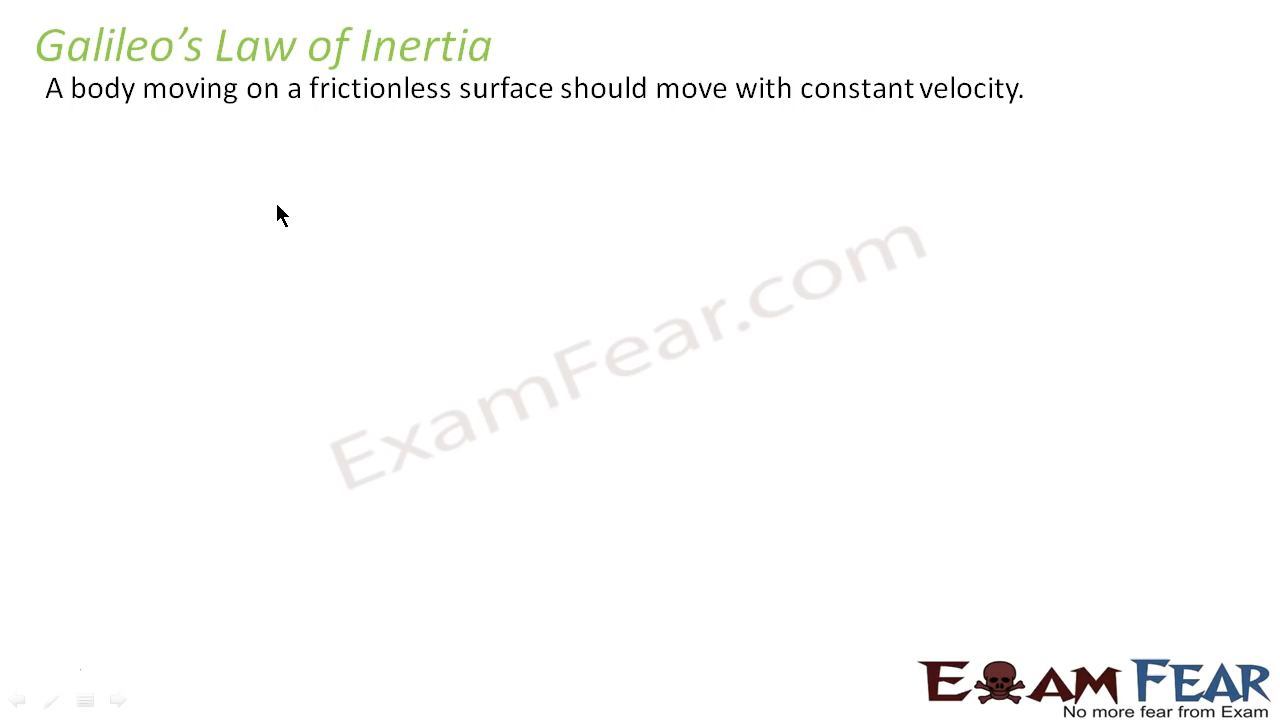 Galileo’s Law of Inertia
A body moving on a frictionless surface should move with constant velocity.
ExamFear.com
EXAM FEAR
No more fear from Exam